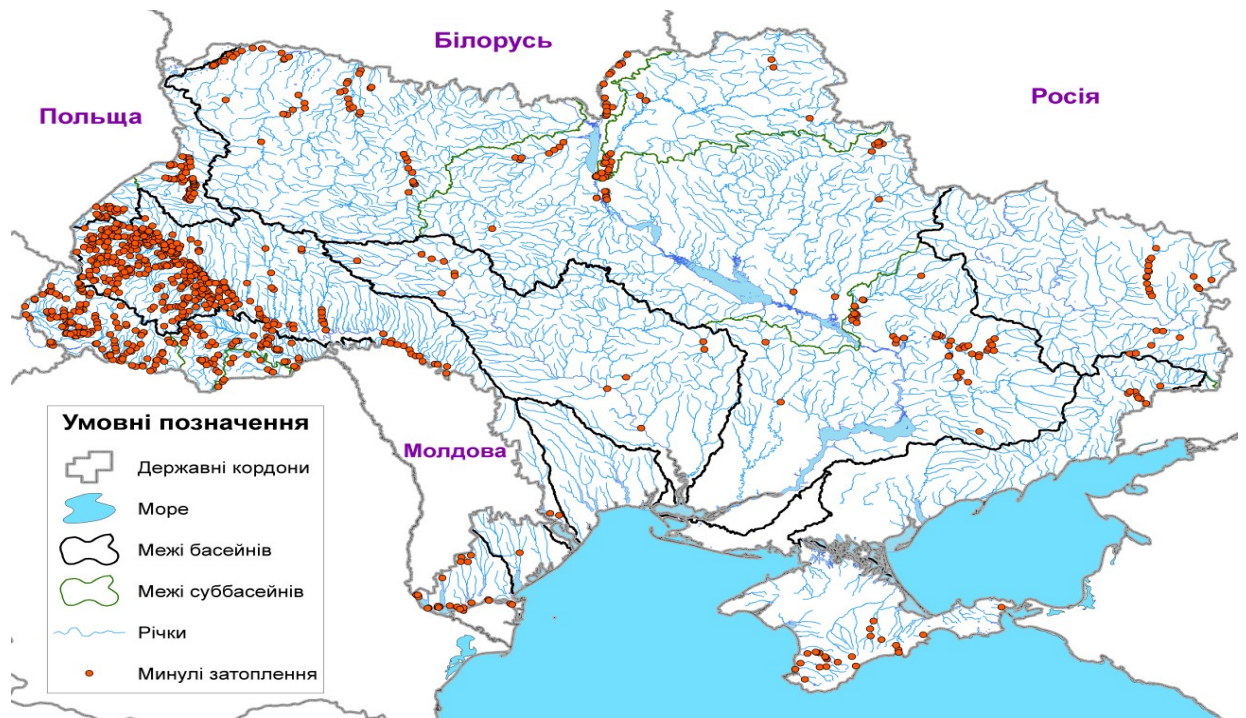 Білорусь
Польща
Росія
Молдова
Умовні позначення
Державні кордони
Море
Межі басейнів
Межі суббасейнів
Річки
Минулі затоплення